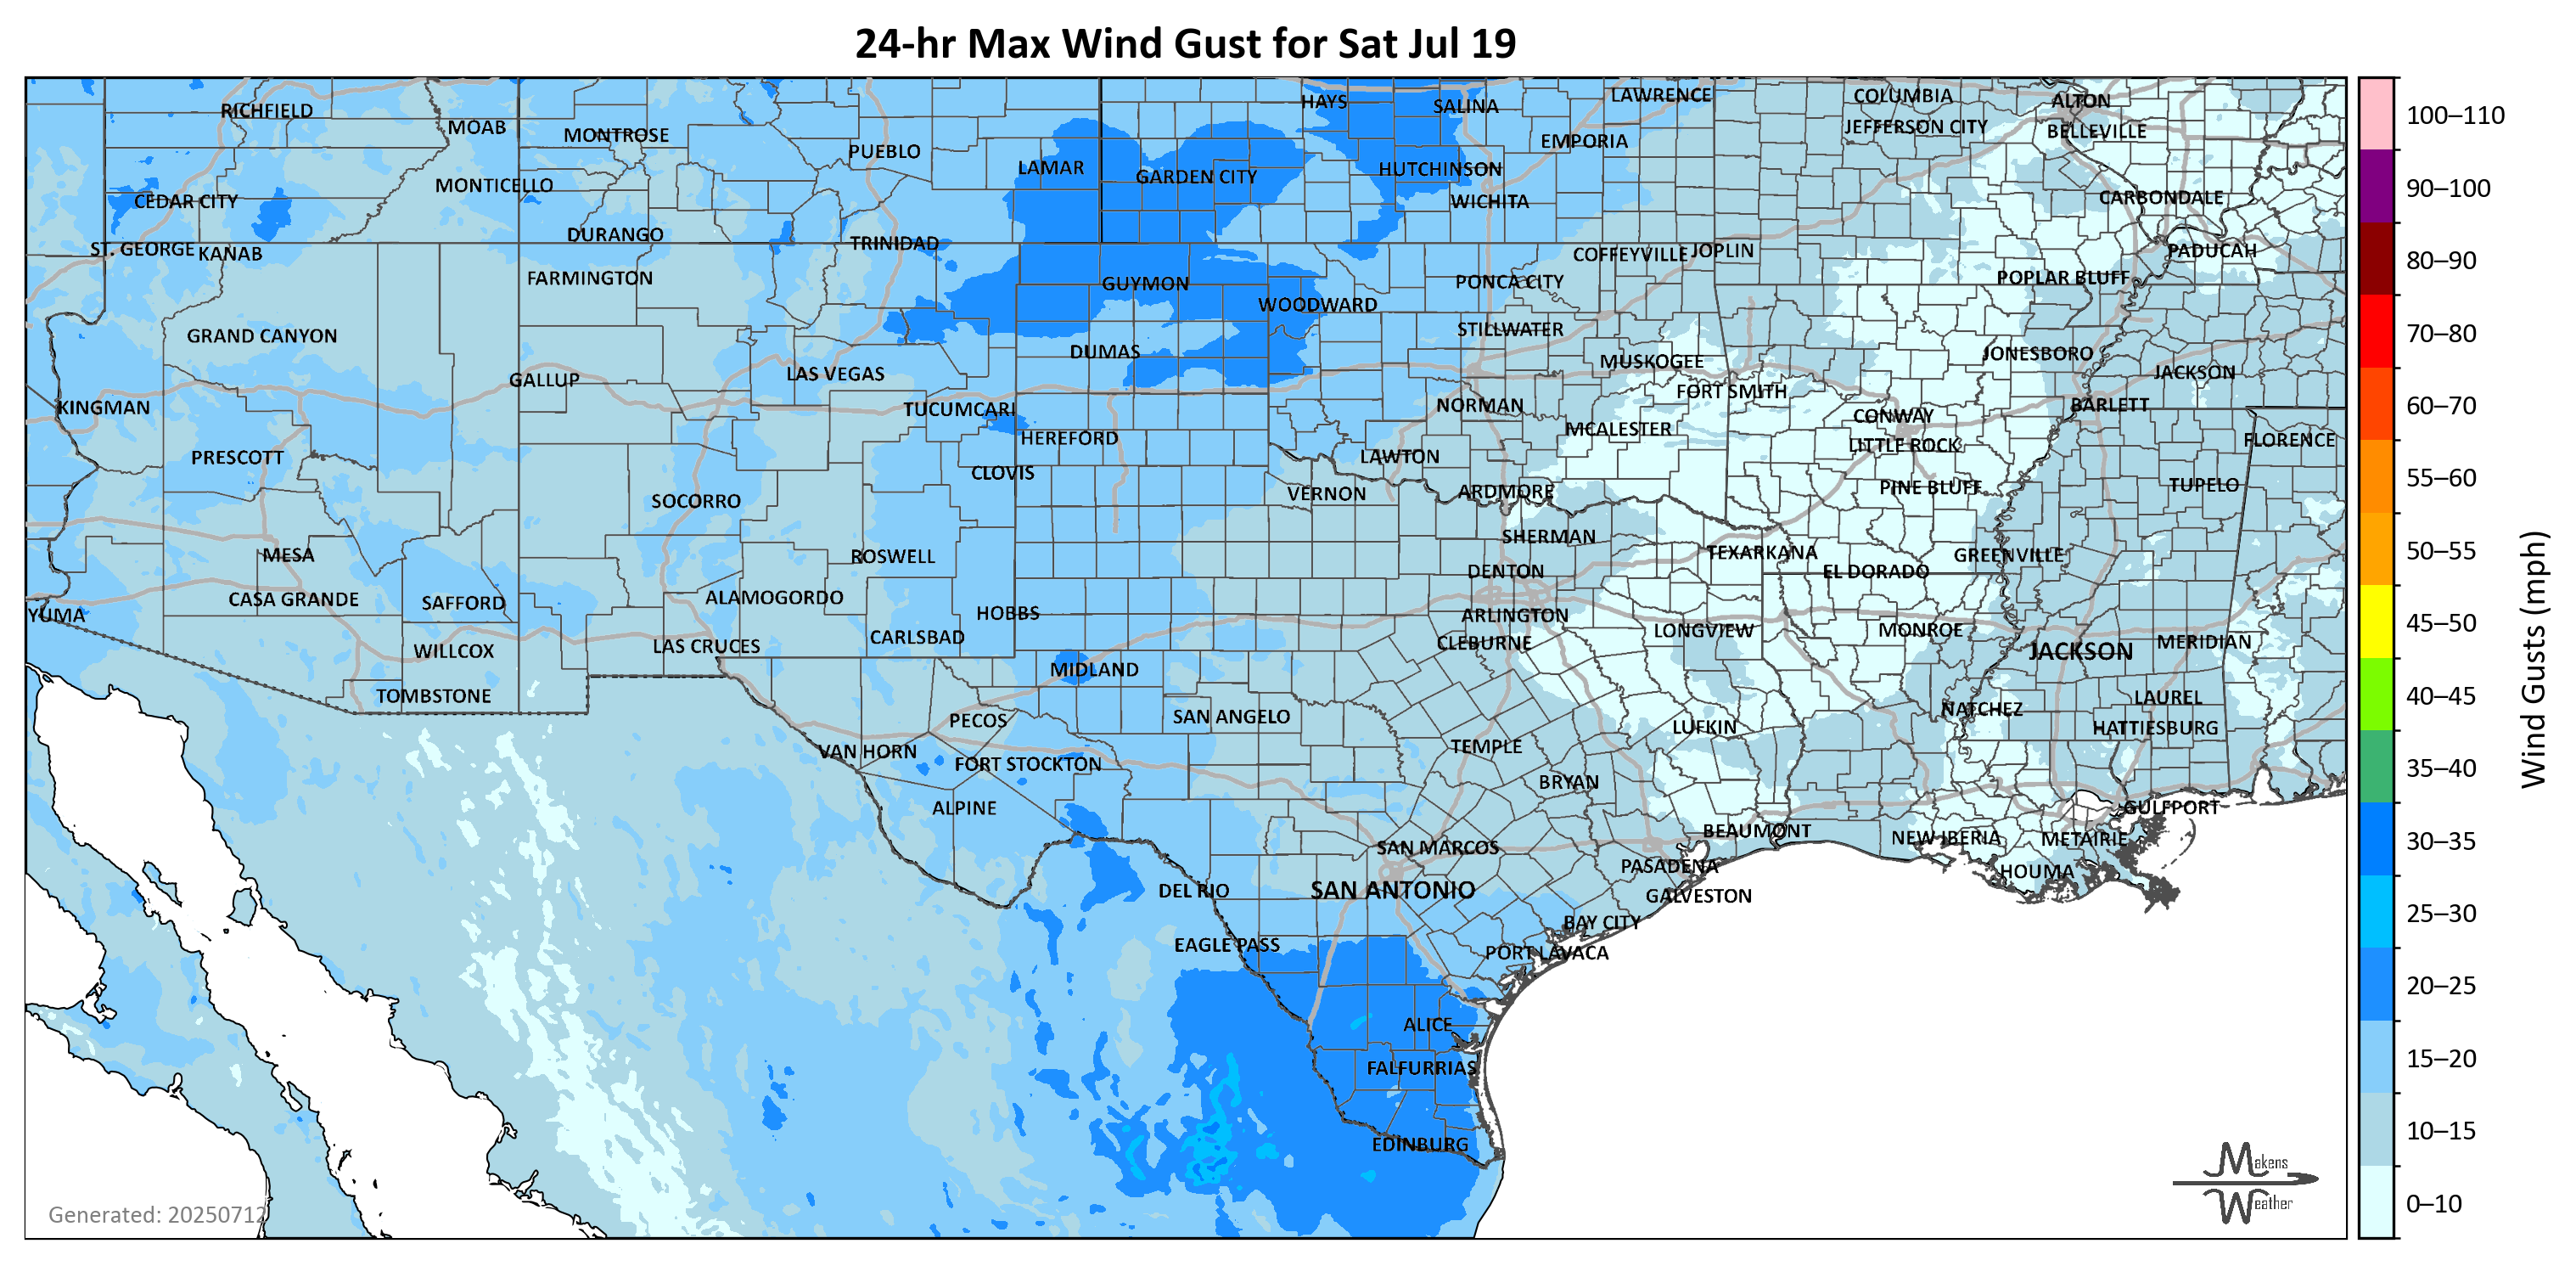 24-hr Max Wind Gust for Sat Jul 19
RICHFIELD
MOAB
MONTROSE
PUEBLO
LAMAR
HAYS
SALINA
LAWRENCE
COLUMBIA
ALTON
EMPORIA
JEFFERSON CITY
BELLEVILLE
MONTICELLO
GARDEN CITY
HUTCHINSON
CEDAR CITY
WICHITA
CARBONDALE
DURANGO
TRINIDAD
ST. GEORGE
KANAB
COFFEYVILLE
JOPLIN
PADUCAH
FARMINGTON
GUYMON
PONCA CITY
POPLAR BLUFF
WOODWARD
GRAND CANYON
STILLWATER
DUMAS
MUSKOGEE
JONESBORO
GALLUP
LAS VEGAS
FORT SMITH
JACKSON
KINGMAN
TUCUMCARI
NORMAN
CONWAY
BARLETT
HEREFORD
MCALESTER
LITTLE ROCK
FLORENCE
PRESCOTT
CLOVIS
LAWTON
SOCORRO
VERNON
ARDMORE
PINE BLUFF
TUPELO
SHERMAN
MESA
ROSWELL
TEXARKANA
GREENVILLE
DENTON
EL DORADO
CASA GRANDE
SAFFORD
ALAMOGORDO
HOBBS
ARLINGTON
YUMA
CARLSBAD
CLEBURNE
LONGVIEW
MONROE
WILLCOX
LAS CRUCES
JACKSON
MERIDIAN
MIDLAND
TOMBSTONE
LAUREL
PECOS
SAN ANGELO
LUFKIN
NATCHEZ
HATTIESBURG
VAN HORN
FORT STOCKTON
TEMPLE
BRYAN
ALPINE
GULFPORT
BEAUMONT
NEW IBERIA
METAIRIE
SAN MARCOS
PASADENA
HOUMA
DEL RIO
SAN ANTONIO
GALVESTON
BAY CITY
EAGLE PASS
PORT LAVACA
ALICE
FALFURRIAS
EDINBURG
Generated: 20250712
Makens
Weather
100–110
90–100
80–90
70–80
60–70
55–60
50–55
45–50
40–45
35–40
30–35
25–30
20–25
15–20
10–15
0–10
Wind Gusts (mph)